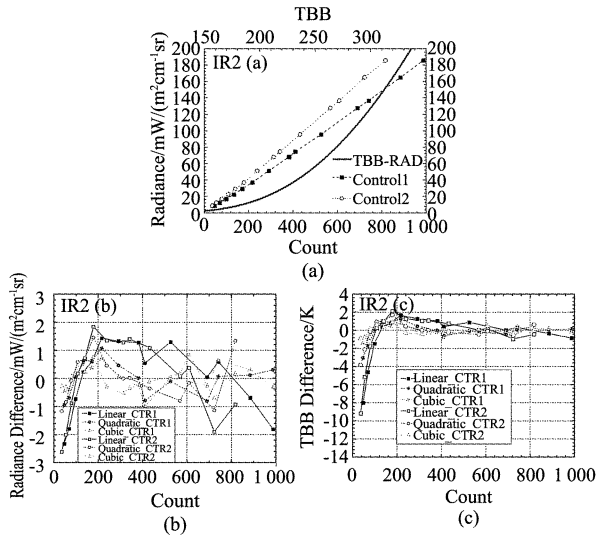 TBB
150 200 250 300
200 200
180 180
160 160
140 140
120 120
100 100
80 80
60 60
40 40
20 20
0 0
IR2 (a)
TBB-RAD
Control1
Control2
Radiance/mW/(m²cm⁻¹sr)
0 200 400 600 800 1 000
Count
(a)
3
2
1
0
-1
-2
-3
IR2 (b)
Radiance Difference/mW/(m²cm⁻¹sr)
Linear_CTR1
Quadratic_CTR1
Cubic_CTR1
Linear_CTR2
Quadratic_CTR2
Cubic_CTR2
0 200 400 600 800 1 000
Count
(b)
4
2
0
-2
-4
-6
-8
-10
-12
-14
IR2 (c)
TBB Difference/K
Linear_CTR1
Quadratic_CTR1
Cubic_CTR1
Linear_CTR2
Quadratic_CTR2
Cubic_CTR2
0 200 400 600 800 1 000
Count
(c)